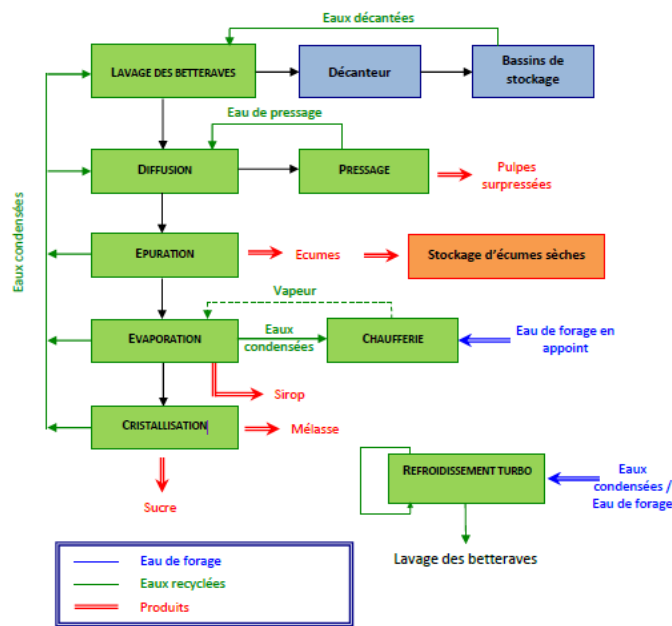 Eaux décantées
LAVAGE DES BETTERAVES
Décanteur
Bassins de
stockage
Eau de pressage
DIFFUSION
PRESSAGE
Pulpes
surpressées
Eaux condensées
EPURATION
Ecumes
Stockage d'écumes sèches
Vapeur
EVAPORATION
Eaux
condensées
CHAUFFERIE
Eau de forage en
appoint
Sirop
CRISTALLISATION
Mélasse
Sucre
REFROIDISSEMENT TURBO
Eaux
condensées /
Eau de forage
Lavage des betteraves
Eau de forage
Eaux recyclées
Produits